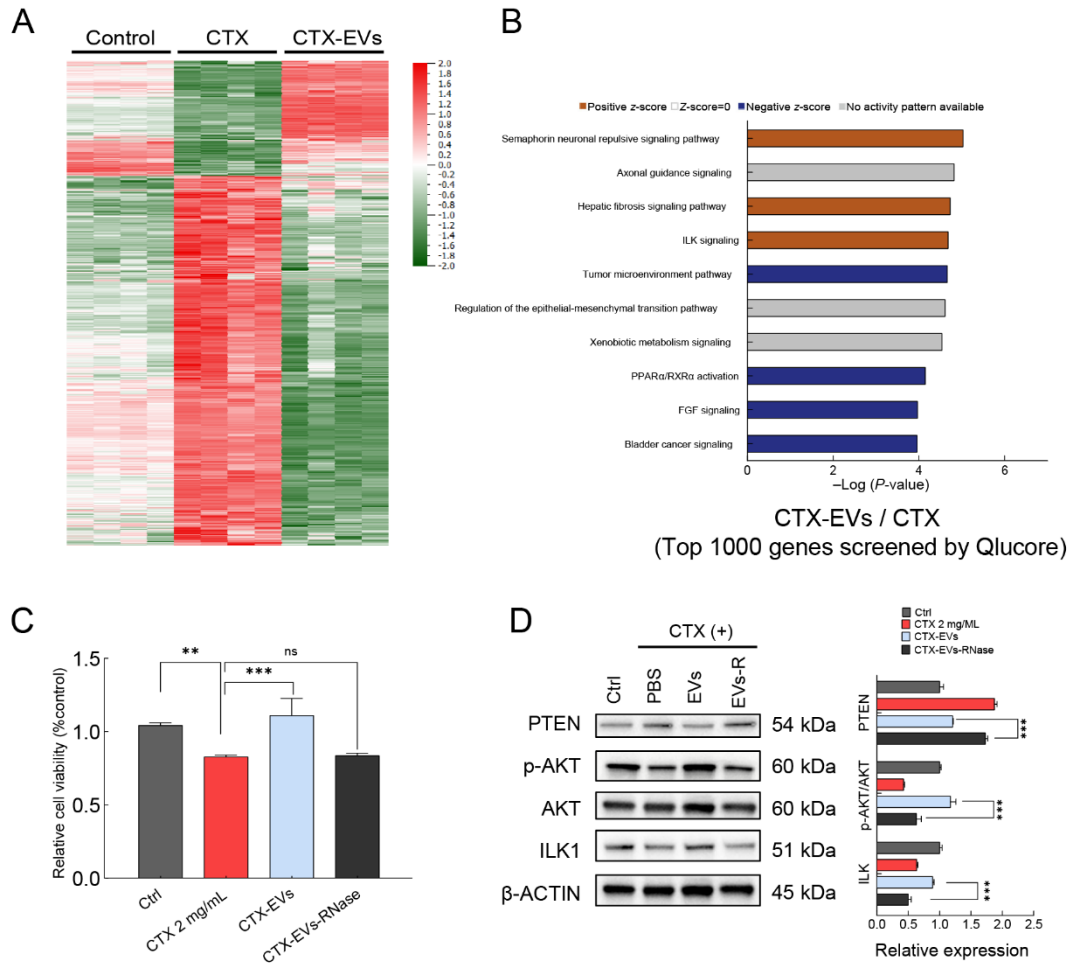 A
Control CTX CTX-EVs
2.0
1.8
1.6
1.4
1.2
1.0
0.8
0.6
0.4
0.2
0.0
-0.2
-0.4
-0.6
-0.8
-1.0
-1.2
-1.4
-1.6
-1.8
-2.0
B
Positive z-score Z-score=0 Negative z-score No activity pattern available
Semaphorin neuronal repulsive signaling pathway
Axonal guidance signaling
Hepatic fibrosis signaling pathway
ILK signaling
Tumor microenvironment pathway
Regulation of the epithelial-mesenchymal transition pathway
Xenobiotic metabolism signaling
PPARα/RXRα activation
FGF signaling
Bladder cancer signaling
0 2 4 6
–Log (P-value)
CTX-EVs / CTX
(Top 1000 genes screened by Qlucore)
C
Relative cell viability (%control)
1.5
1.0
0.5
0.0
** *** ns
Ctrl
CTX 2 mg/ML
CTX-EVs
CTX-EVs-RNase
D
CTX (+)
Ctrl PBS EVs EVs-R
PTEN 54 kDa
p-AKT 60 kDa
AKT 60 kDa
ILK1 51 kDa
β-ACTIN 45 kDa
Ctrl
CTX 2 mg/ML
CTX-EVs
CTX-EVs-RNase
PTEN
***
p-AKT/AKT
***
ILK
***
0.0 0.5 1.0 1.5 2.0 2.5
Relative expression